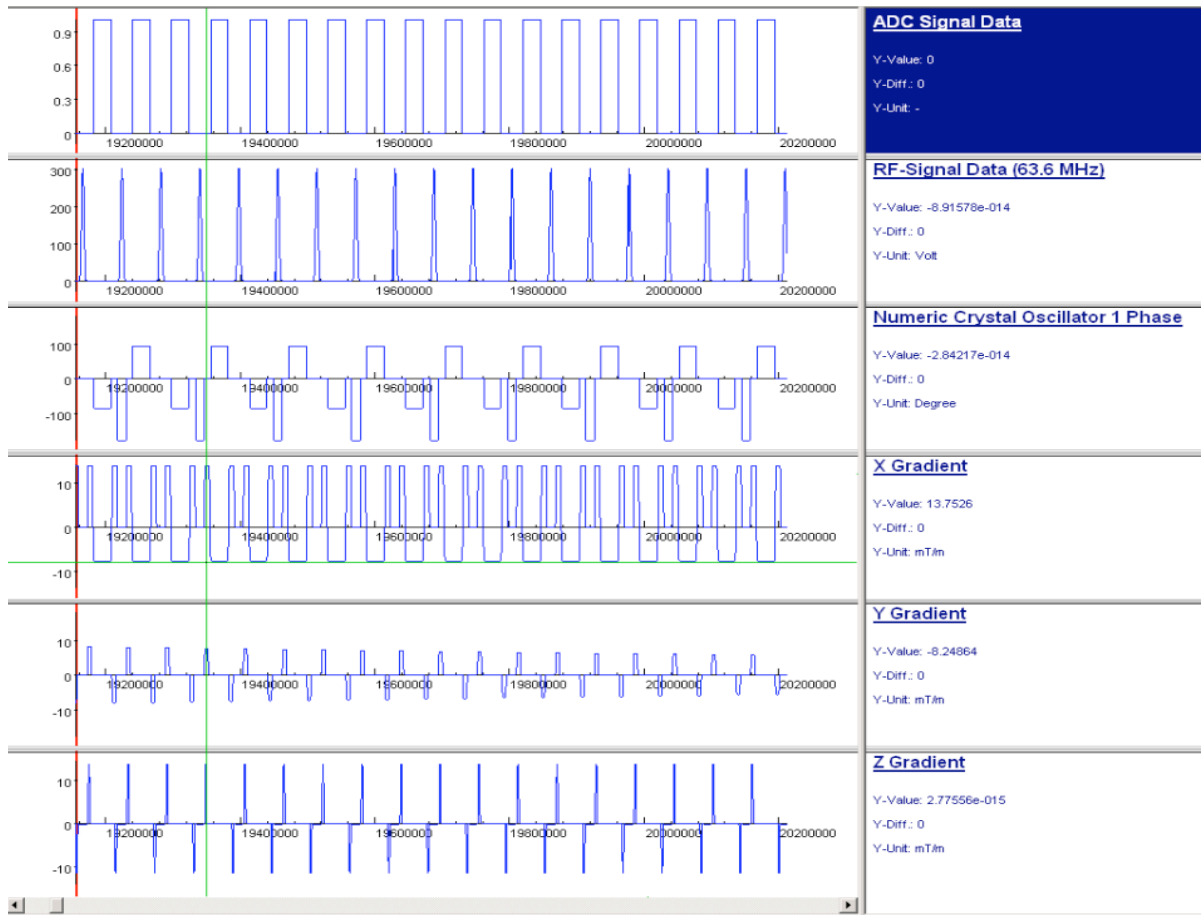 ADC Signal Data
Y-Value: 0
Y-Diff.: 0
Y-Unit: -
0.9
0.6
0.3
0
19200000 19400000 19600000 19800000 20000000 20200000
RF-Signal Data (63.6 MHz)
Y-Value: -8.91578e-014
Y-Diff.: 0
Y-Unit: Volt
300
200
100
0
19200000 19400000 19600000 19800000 20000000 20200000
Numeric Crystal Oscillator 1 Phase
Y-Value: -2.84217e-014
Y-Diff.: 0
Y-Unit: Degree
100
0
-100
19200000 19400000 19600000 19800000 20000000 20200000
X Gradient
Y-Value: 13.7526
Y-Diff.: 0
Y-Unit: mT/m
10
0
-10
19200000 19400000 19600000 19800000 20000000 20200000
Y Gradient
Y-Value: -8.24864
Y-Diff.: 0
Y-Unit: mT/m
10
0
-10
19200000 19400000 19600000 19800000 20000000 20200000
Z Gradient
Y-Value: 2.77556e-015
Y-Diff.: 0
Y-Unit: mT/m
10
0
-10
19200000 19400000 19600000 19800000 20000000 20200000